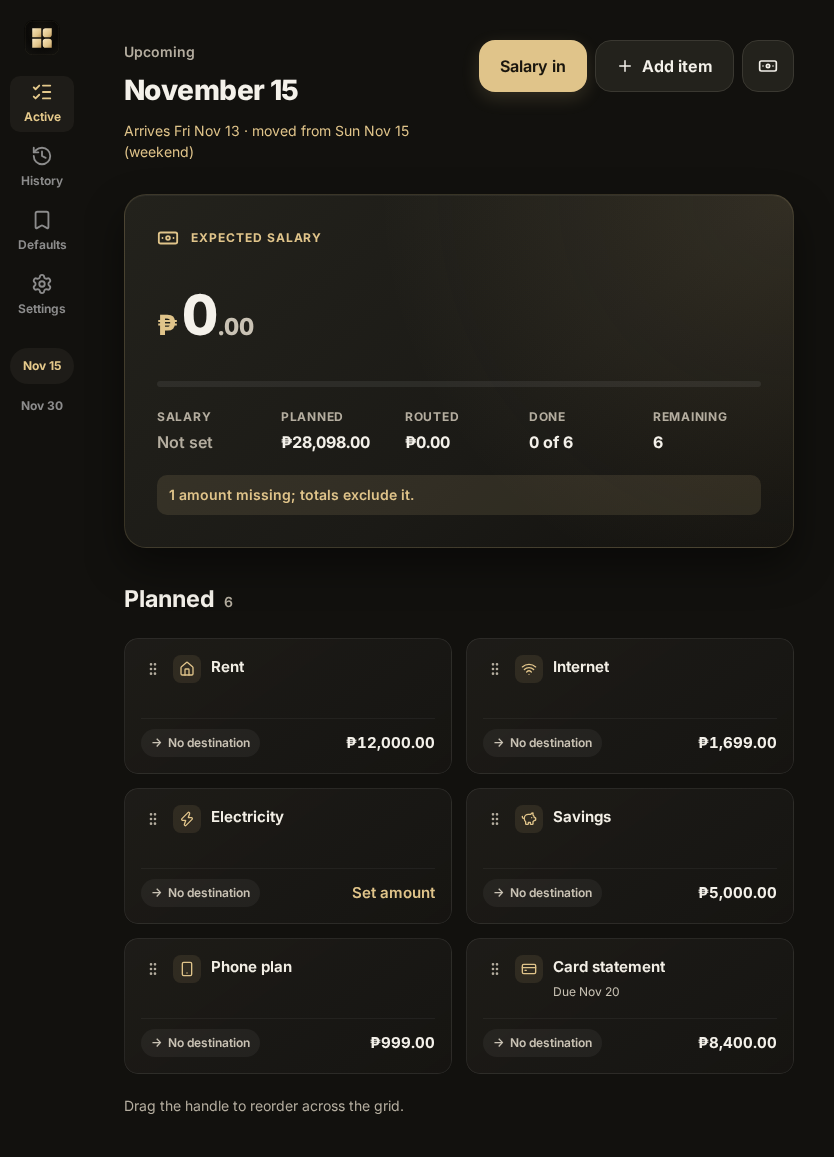 Upcoming
November 15
Arrives Fri Nov 13 · moved from Sun Nov 15
(weekend)
Salary in
Add item
Active
History
Defaults
Settings
Nov 15
Nov 30
EXPECTED SALARY
₱0.00
SALARY
Not set
PLANNED
₱28,098.00
ROUTED
₱0.00
DONE
0 of 6
REMAINING
6
1 amount missing; totals exclude it.
Planned 6
Rent
→ No destination
₱12,000.00
Internet
→ No destination
₱1,699.00
Electricity
→ No destination
Set amount
Savings
→ No destination
₱5,000.00
Phone plan
→ No destination
₱999.00
Card statement
Due Nov 20
→ No destination
₱8,400.00
Drag the handle to reorder across the grid.